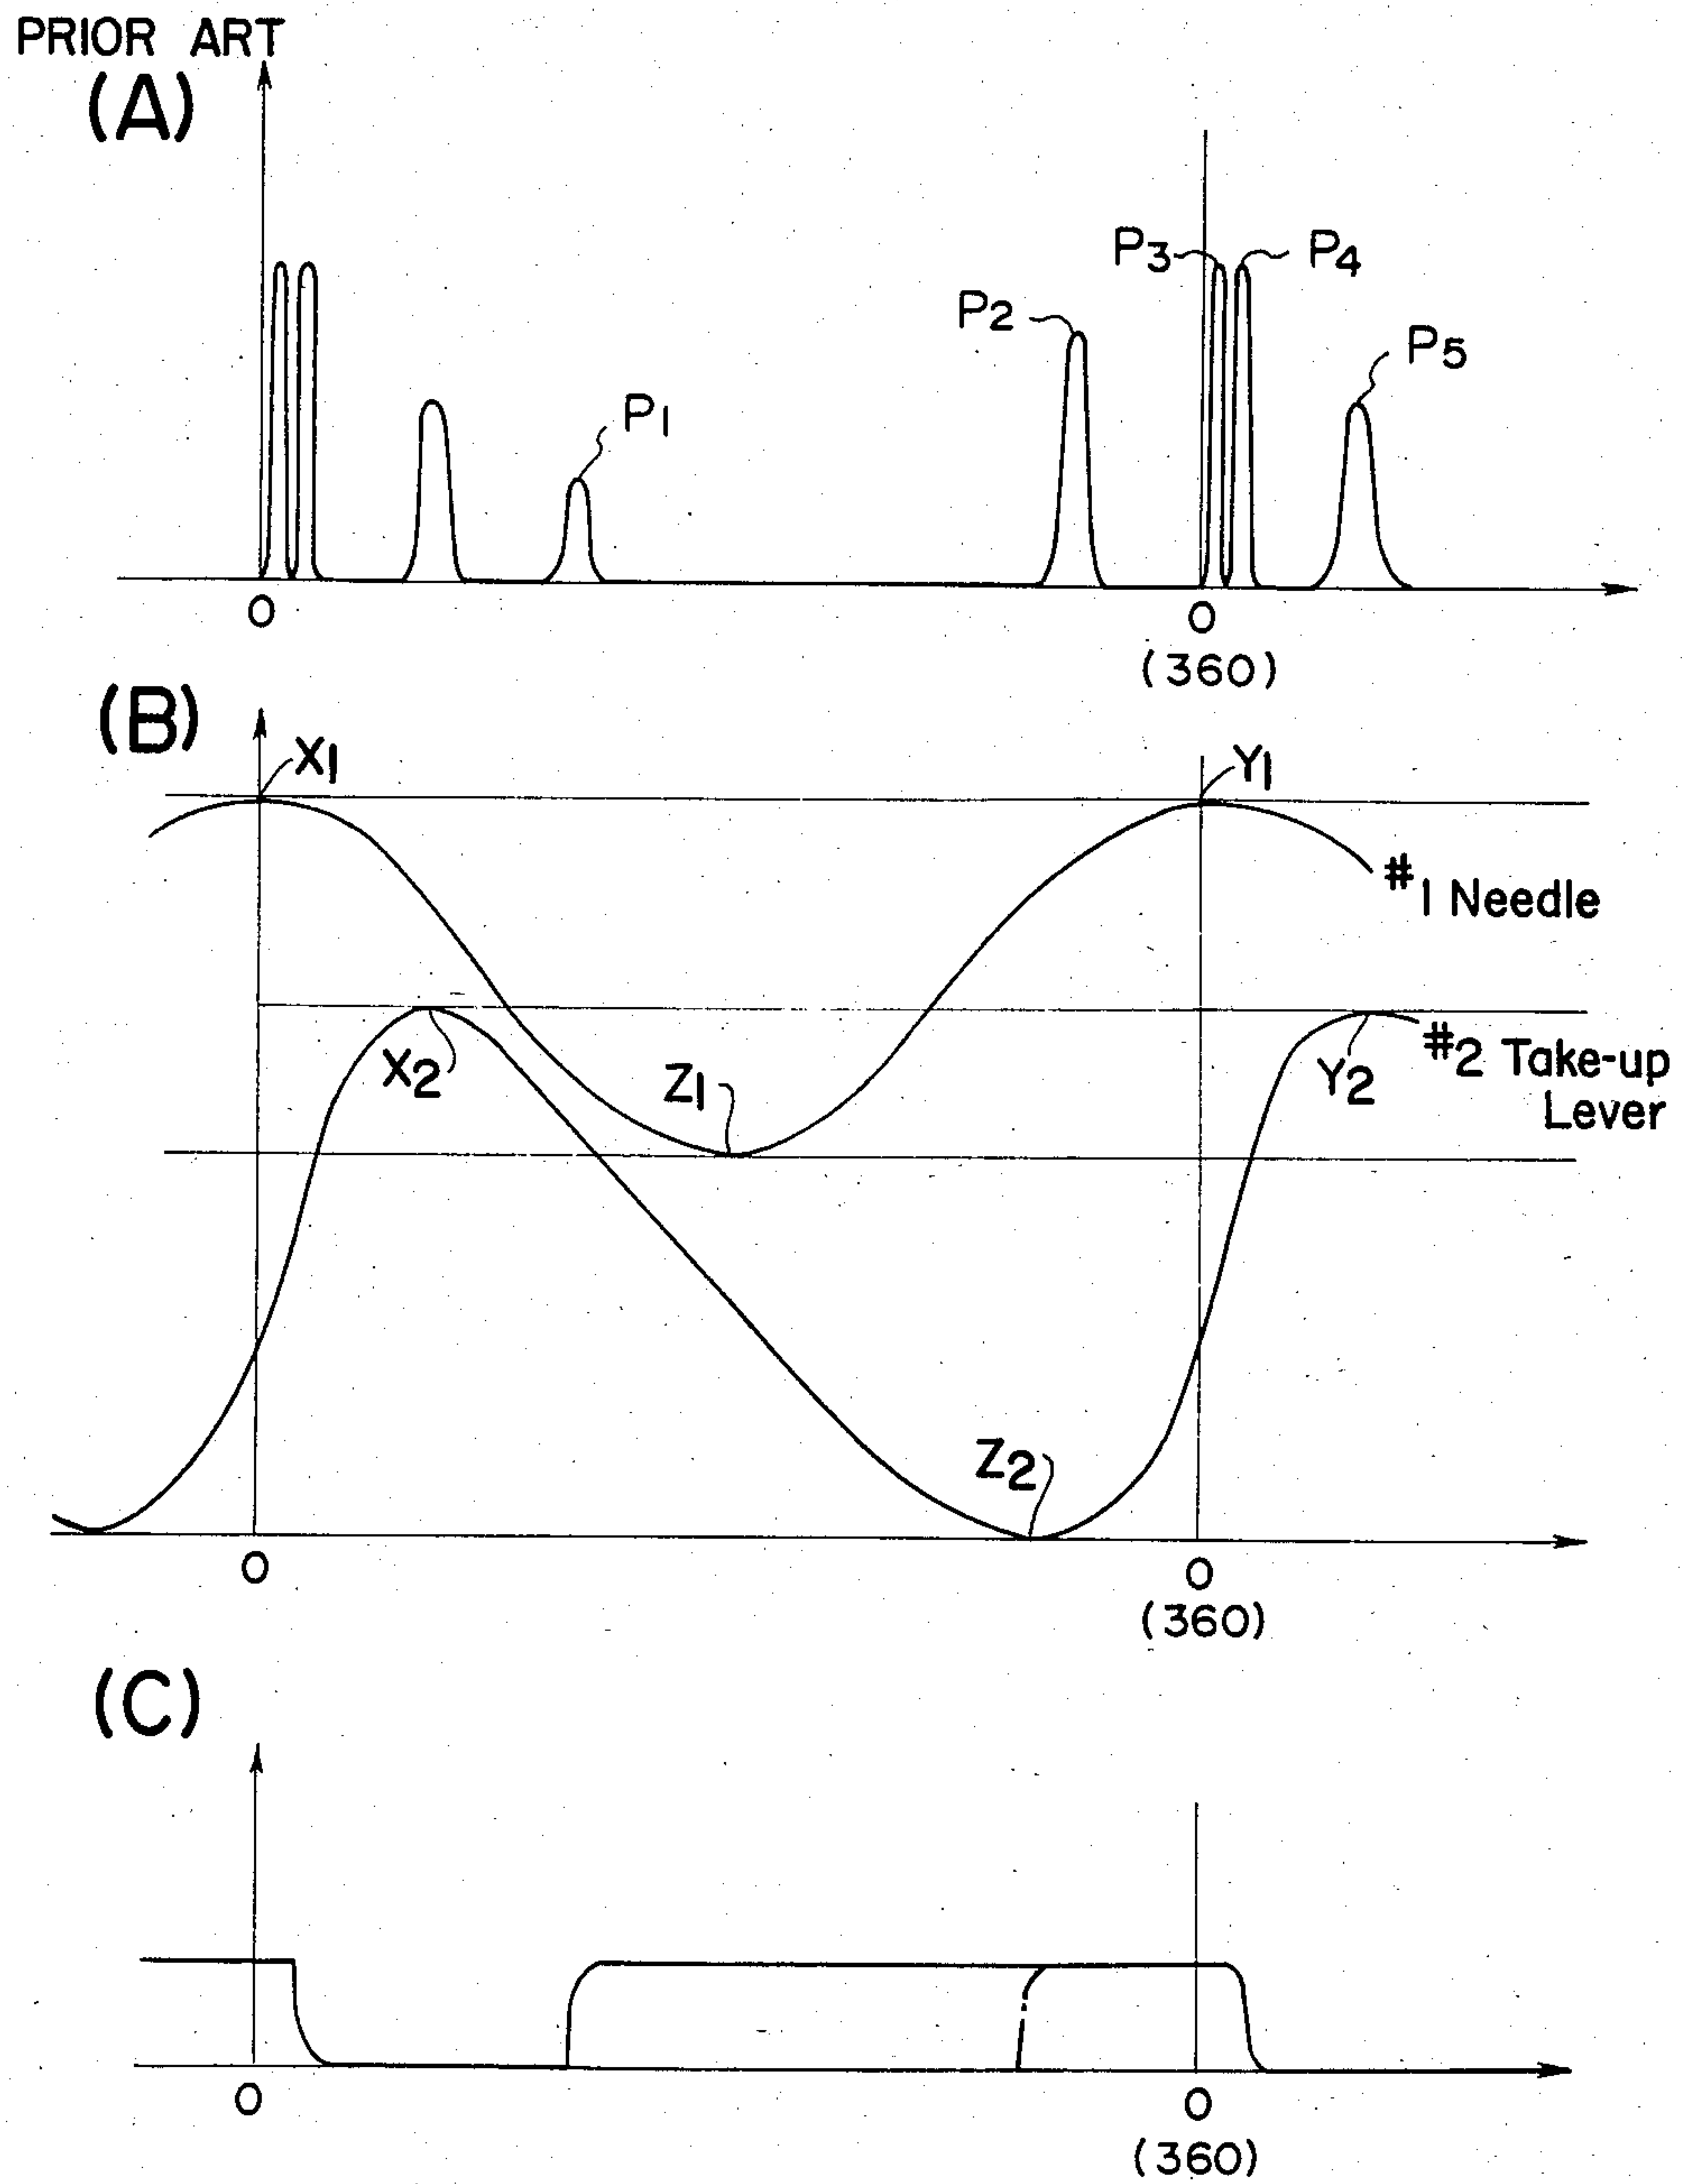 PRIOR ART
(A)
P3
P4
P2
P5
P1
0
0
(360)
(B)
X1
Y1
#1 Needle
X2
Z1
Y2
#2 Take-up
Lever
Z2
0
0
(360)
(C)
0
0
(360)